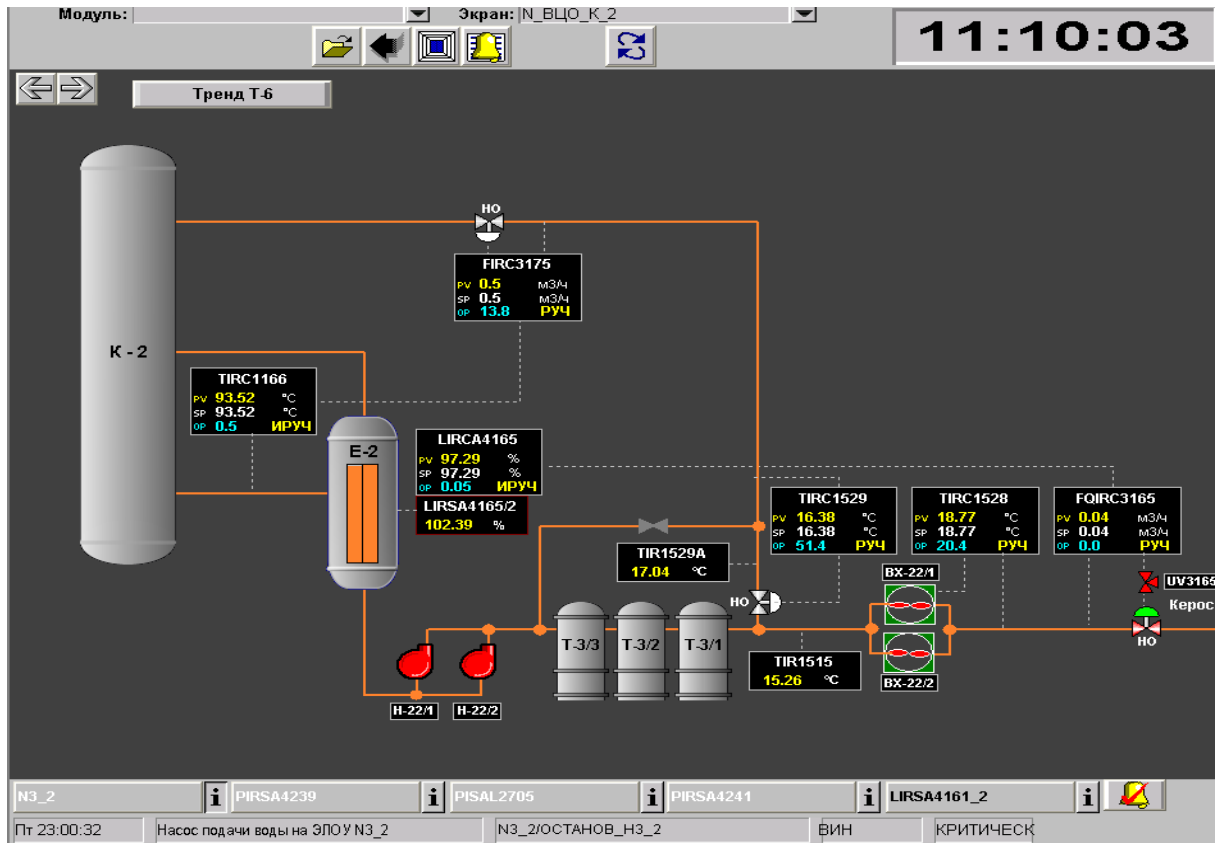 Модуль:
Экран: N_ВЦО_К_2
11:10:03
Тренд Т-6
НО
FIRC3175
PV 0.5 м3/ч
SP 0.5 м3/ч
OP 13.8 РУЧ
К - 2
TIRC1166
PV 93.52 °C
SP 93.52 °C
OP 0.5 ИРУЧ
Е-2
LIRCA4165
PV 97.29 %
SP 97.29 %
OP 0.05 ИРУЧ
LIRSA4165/2
102.39 %
TIRC1529
PV 16.38 °C
SP 16.38 °C
OP 51.4 РУЧ
TIRC1528
PV 18.77 °C
SP 18.77 °C
OP 20.4 РУЧ
FQIRC3165
PV 0.04 м3/ч
SP 0.04 м3/ч
OP 0.0 РУЧ
TIR1529A
17.04 °C
ВХ-22/1
UV3165
НО
Керос
НО
Т-3/3 Т-3/2 Т-3/1
TIR1515
15.26 °C
ВХ-22/2
Н-22/1 Н-22/2
N3_2 i PIRSA4239 i PISAL2705 i PIRSA4241 i LIRSA4161_2 i
Пт 23:00:32 Насос подачи воды на ЭЛОУ N3_2 N3_2/ОСТАНОВ_Н3_2 ВИН КРИТИЧЕСК